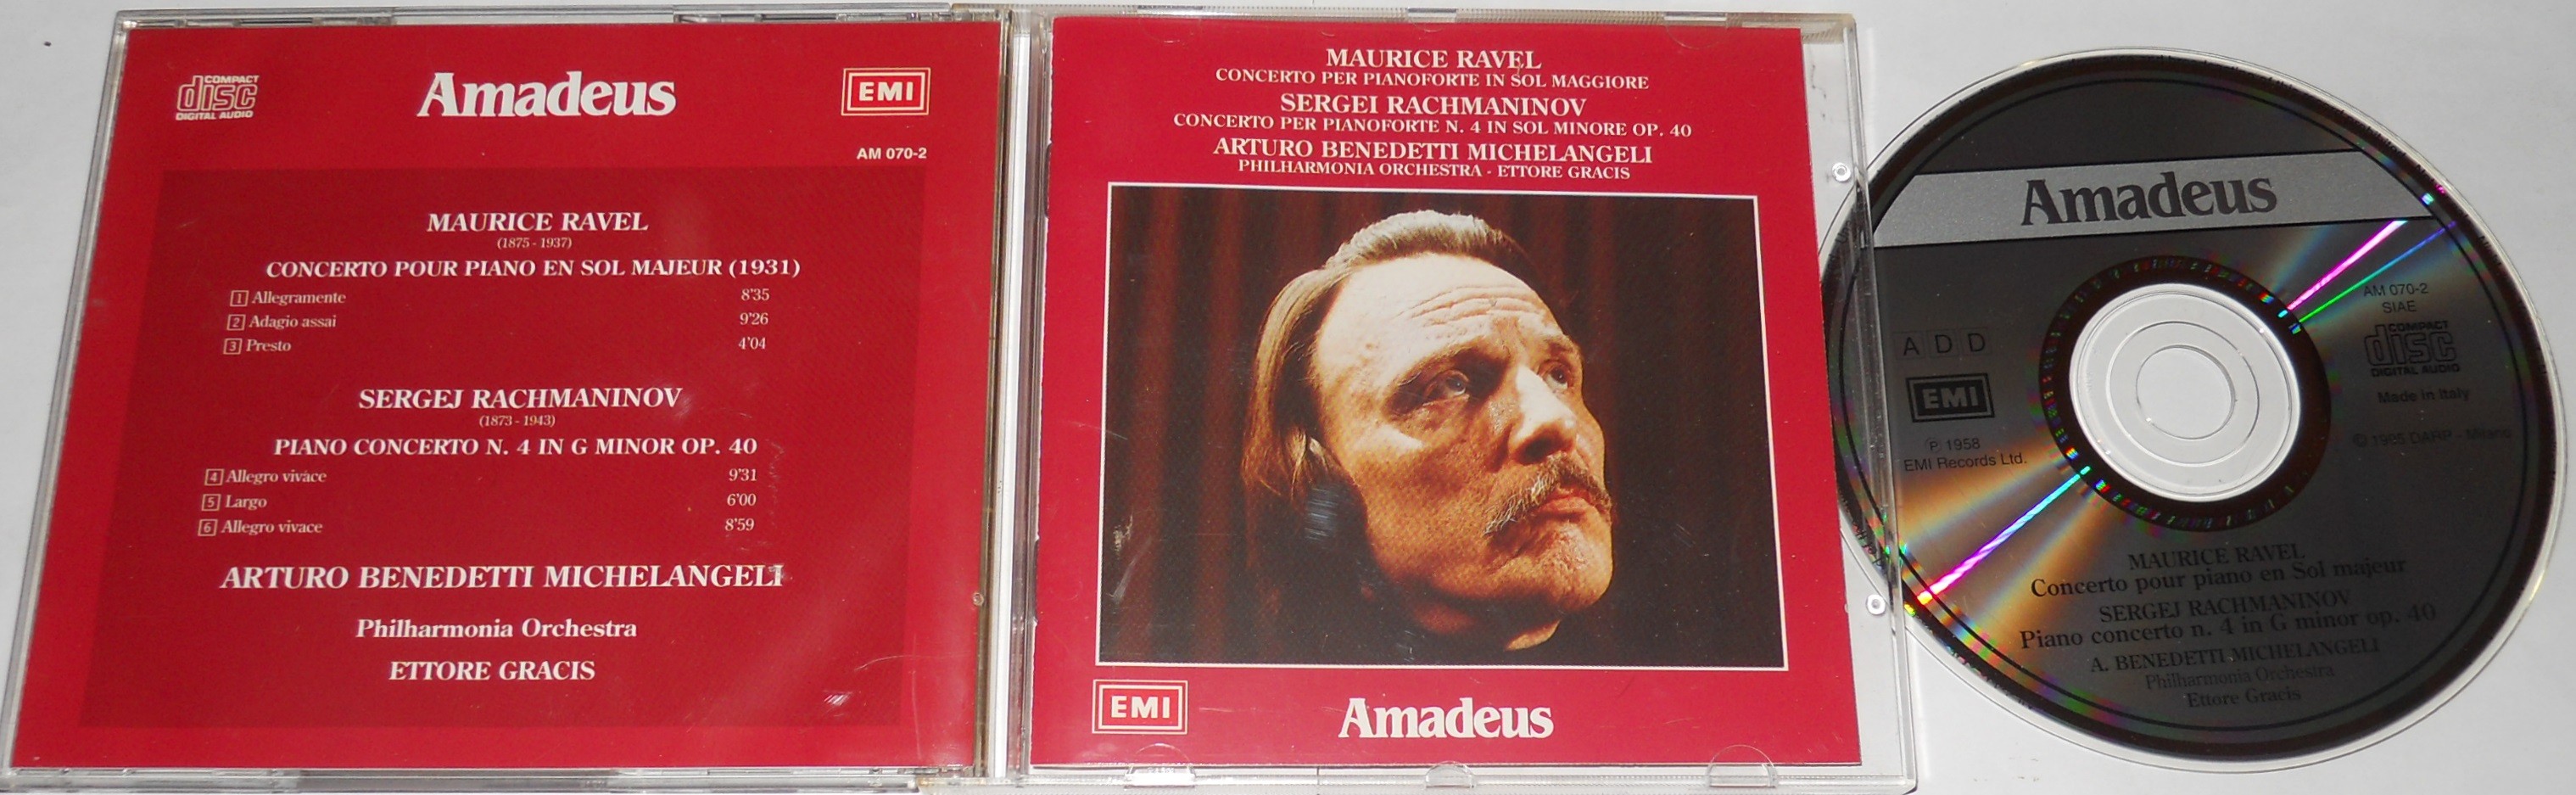 COMPACT
disc
DIGITAL AUDIO
Amadeus
EMI
AM 070-2
MAURICE RAVEL
(1875 - 1937)
CONCERTO POUR PIANO EN SOL MAJEUR (1931)
1 Allegramente 8'35
2 Adagio assai 9'26
3 Presto 4'04
SERGEJ RACHMANINOV
(1873 - 1943)
PIANO CONCERTO N. 4 IN G MINOR OP. 40
4 Allegro vivace 9'31
5 Largo 6'00
6 Allegro vivace 8'59
ARTURO BENEDETTI MICHELANGELI
Philharmonia Orchestra
ETTORE GRACIS
MAURICE RAVEL
CONCERTO PER PIANOFORTE IN SOL MAGGIORE
SERGEI RACHMANINOV
CONCERTO PER PIANOFORTE N. 4 IN SOL MINORE OP. 40
ARTURO BENEDETTI MICHELANGELI
PHILHARMONIA ORCHESTRA - ETTORE GRACIS
EMI
Amadeus
Amadeus
AM 070-2
SIAE
COMPACT
disc
DIGITAL AUDIO
Made in Italy
© 1995 DARP - Milano
ADD
EMI
℗ 1958
EMI Records Ltd.
MAURICE RAVEL
Concerto pour piano en Sol majeur
SERGEJ RACHMANINOV
Piano concerto n. 4 in G minor op. 40
A. BENEDETTI MICHELANGELI
Philharmonia Orchestra
Ettore Gracis